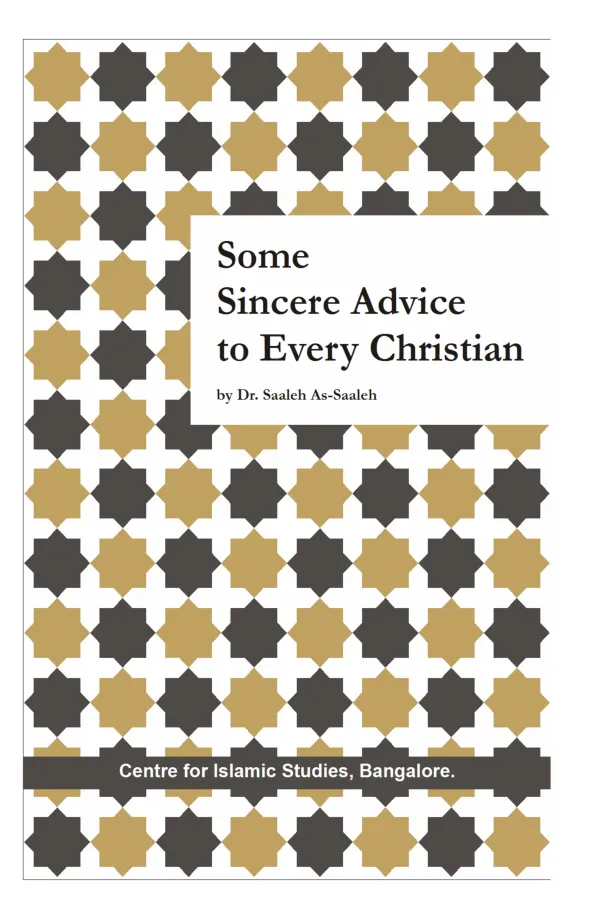 Some
Sincere Advice
to Every Christian
by Dr. Saaleh As-Saaleh
Centre for Islamic Studies, Bangalore.